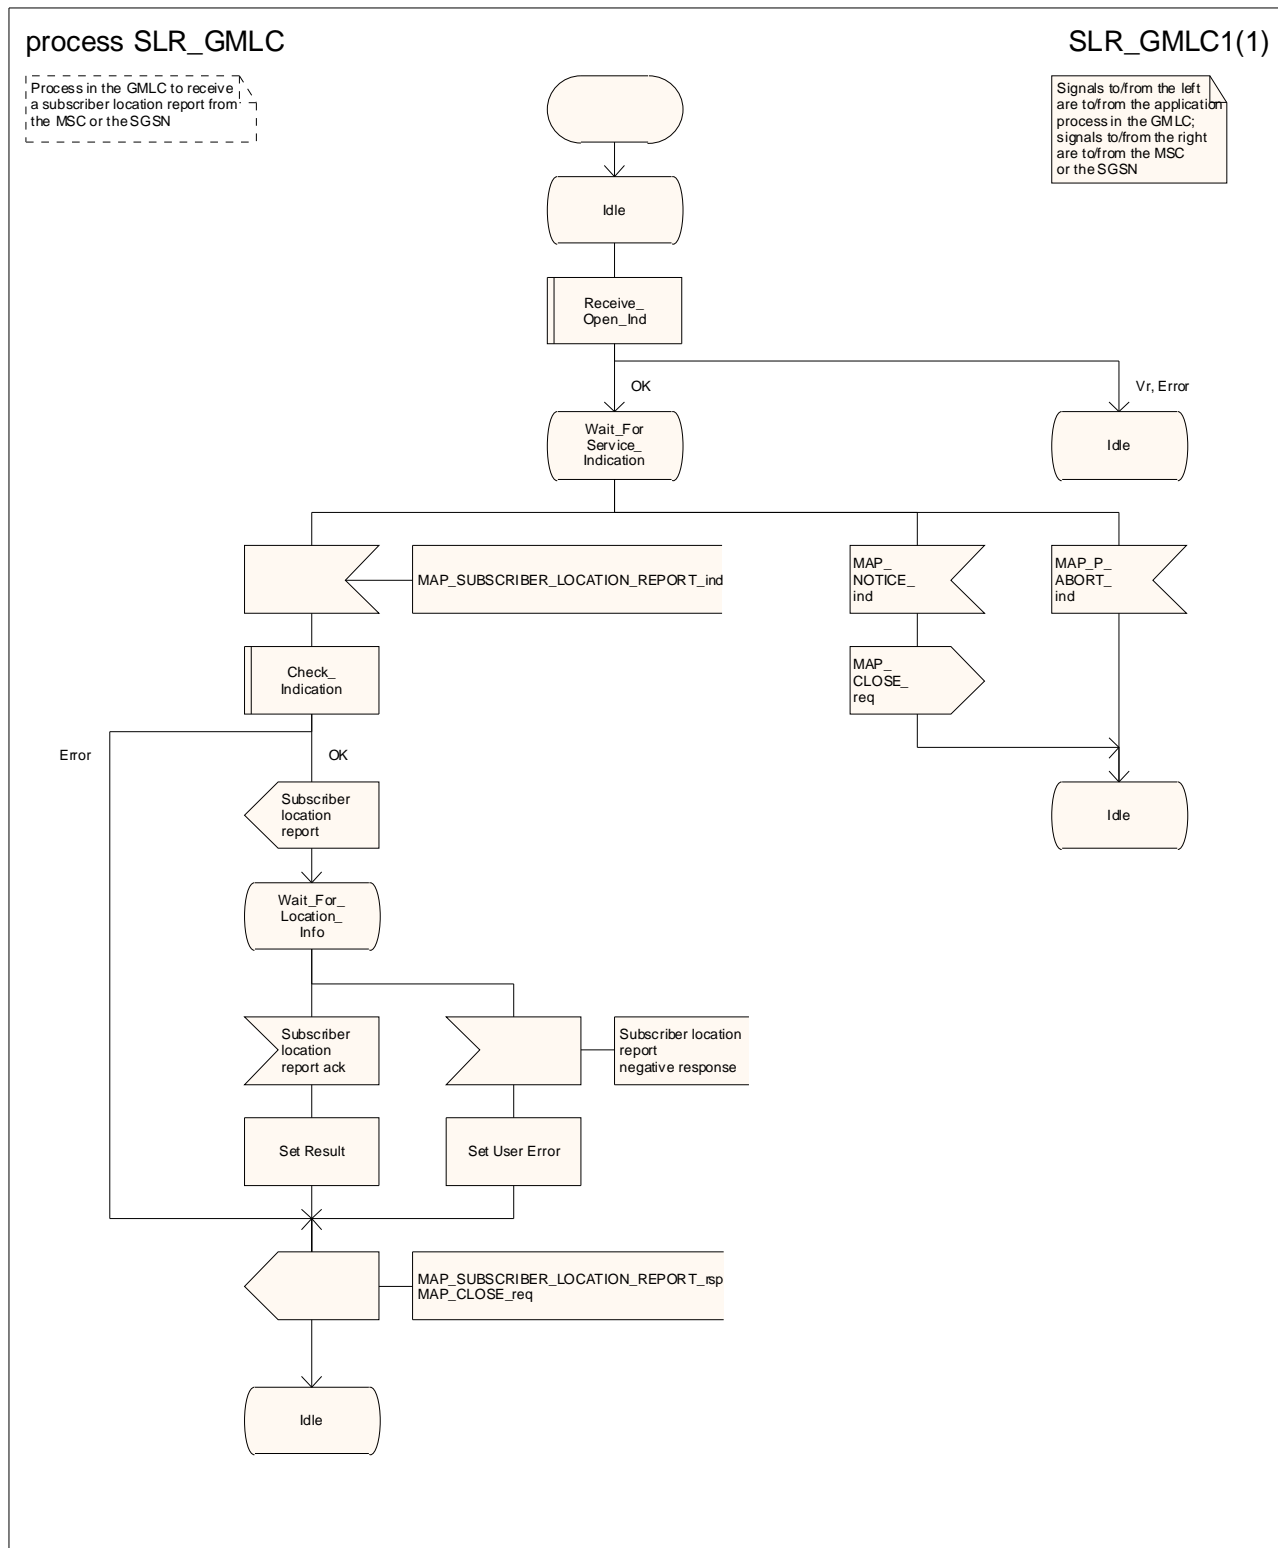 process SLR_GMLC
SLR_GMLC1(1)
Process in the GMLC to receive
a subscriber location report from
the MSC or the SGSN
Signals to/from the left
are to/from the application
process in the GMLC;
signals to/from the right
are to/from the MSC
or the SGSN
Idle
Receive_
Open_Ind
OK
Vr, Error
Wait_For
Service_
Indication
Idle
MAP_SUBSCRIBER_LOCATION_REPORT_ind
MAP_
NOTICE_
ind
MAP_P_
ABORT_
ind
Check_
Indication
MAP_
CLOSE_
req
Error
OK
Subscriber
location
report
Idle
Wait_For_
Location_
Info
Subscriber
location
report ack
Subscriber location
report
negative response
Set Result
Set User Error
MAP_SUBSCRIBER_LOCATION_REPORT_rsp
MAP_CLOSE_req
Idle